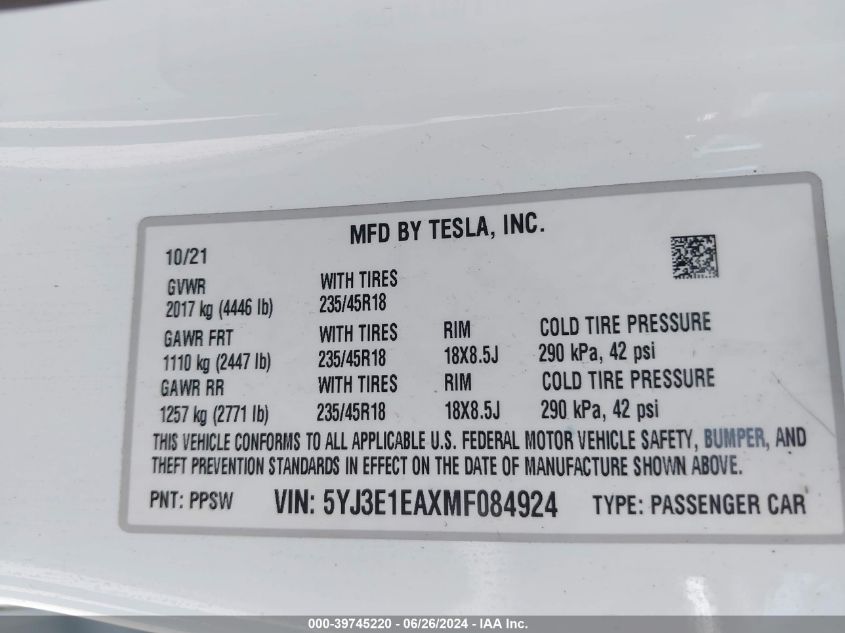 MFD BY TESLA, INC.
10/21
GVWR WITH TIRES
2017 kg (4446 lb) 235/45R18
GAWR FRT WITH TIRES RIM COLD TIRE PRESSURE
1110 kg (2447 lb) 235/45R18 18X8.5J 290 kPa, 42 psi
GAWR RR WITH TIRES RIM COLD TIRE PRESSURE
1257 kg (2771 lb) 235/45R18 18X8.5J 290 kPa, 42 psi
THIS VEHICLE CONFORMS TO ALL APPLICABLE U.S. FEDERAL MOTOR VEHICLE SAFETY, BUMPER, AND
THEFT PREVENTION STANDARDS IN EFFECT ON THE DATE OF MANUFACTURE SHOWN ABOVE.
PNT: PPSW VIN: 5YJ3E1EAXMF084924 TYPE: PASSENGER CAR
000-39745220 - 06/26/2024 - IAA Inc.